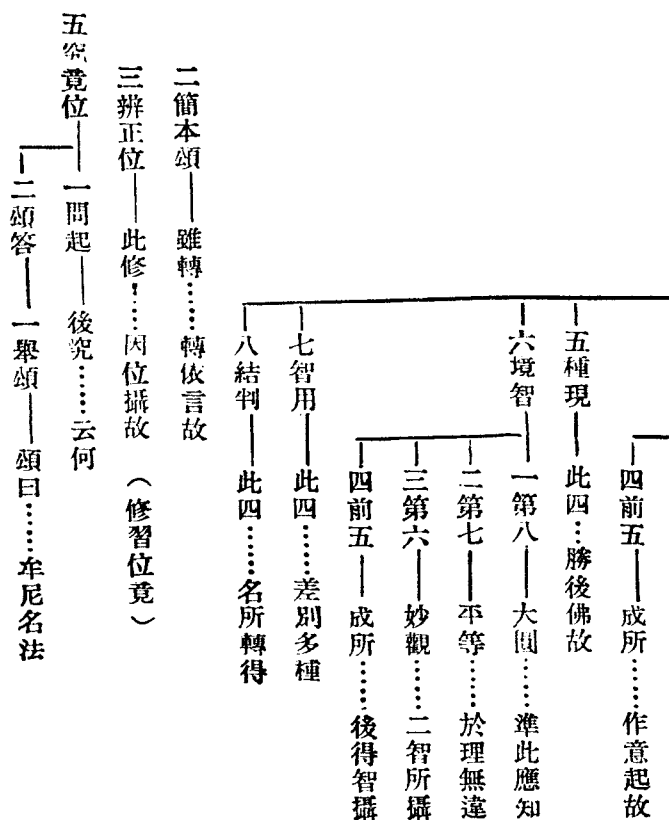 四前五——成所……作意起故
五種現——此四…勝後佛故
六境智——一第八——大圓……準此應知
二第七——平等……於理無違
三第六——妙觀……二智所攝
四前五——成所……後得智攝
七智用——此四……差別多種
八結判——此四……名所轉得
二簡本頌——雖轉……轉依言故
三辨正位——此修……因位攝故（修習位竟）
五究竟位——一問起——後究……云何
二頌答——一舉頌——頌曰……牟尼名法